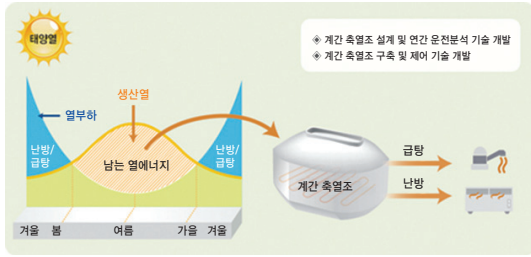 태양열
◈ 계간 축열조 설계 및 연간 운전분석 기술 개발
◈ 계간 축열조 구축 및 제어 기술 개발
생산열
열부하
난방/
급탕
남는 열에너지
난방/
급탕
겨울 봄 여름 가을 겨울
계간 축열조
급탕
난방